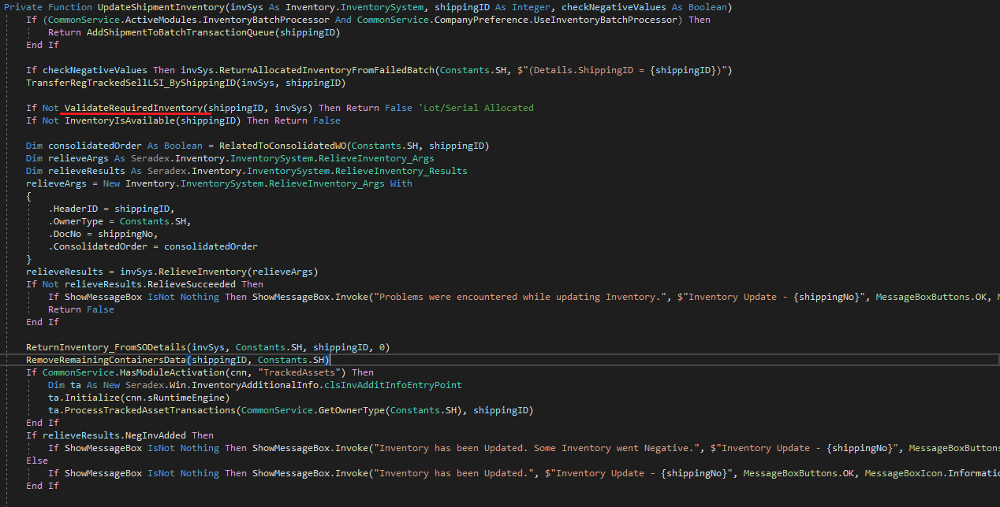 Private Function UpdateShipmentInventory(invSys As Inventory.InventorySystem, shippingID As Integer, checkNegativeValues As Boolean)
If (CommonService.ActiveModules.InventoryBatchProcessor And CommonService.CompanyPreference.UseInventoryBatchProcessor) Then
Return AddShipmentToBatchTransactionQueue(shippingID)
End If
If checkNegativeValues Then invSys.ReturnAllocatedInventoryFromFailedBatch(Constants.SH, $"(Details.ShippingID = {shippingID})")
TransferRegTrackedSellLSI_ByShippingID(invSys, shippingID)
If Not ValidateRequiredInventory(shippingID, invSys) Then Return False 'Lot/Serial Allocated
If Not InventoryIsAvailable(shippingID) Then Return False
Dim consolidatedOrder As Boolean = RelatedToConsolidatedWO(Constants.SH, shippingID)
Dim relieveArgs As Seradex.Inventory.InventorySystem.RelieveInventory_Args
Dim relieveResults As Seradex.Inventory.InventorySystem.RelieveInventory_Results
relieveArgs = New Inventory.InventorySystem.RelieveInventory_Args With
{
.HeaderID = shippingID,
.OwnerType = Constants.SH,
.DocNo = shippingNo,
.ConsolidatedOrder = consolidatedOrder
}
relieveResults = invSys.RelieveInventory(relieveArgs)
If Not relieveResults.RelieveSucceeded Then
If ShowMessageBox IsNot Nothing Then ShowMessageBox.Invoke("Problems were encountered while updating Inventory.", $"Inventory Update - {shippingNo}", MessageBoxButtons.OK,
Return False
End If
ReturnInventory_FromSODetails(invSys, Constants.SH, shippingID, 0)
RemoveRemainingContainersData(shippingID, Constants.SH)
If CommonService.HasModuleActivation(cnn, "TrackedAssets") Then
Dim ta As New Seradex.Win.InventoryAdditionalInfo.clsInvAdditInfoEntryPoint
ta.Initialize(cnn.sRuntimeEngine)
ta.ProcessTrackedAssetTransactions(CommonService.GetOwnerType(Constants.SH), shippingID)
End If
If relieveResults.NegInvAdded Then
If ShowMessageBox IsNot Nothing Then ShowMessageBox.Invoke("Inventory has been Updated. Some Inventory went Negative.", $"Inventory Update - {shippingNo}", MessageBoxButtons
Else
If ShowMessageBox IsNot Nothing Then ShowMessageBox.Invoke("Inventory has been Updated.", $"Inventory Update - {shippingNo}", MessageBoxButtons.OK, MessageBoxIcon.Informatio
End If